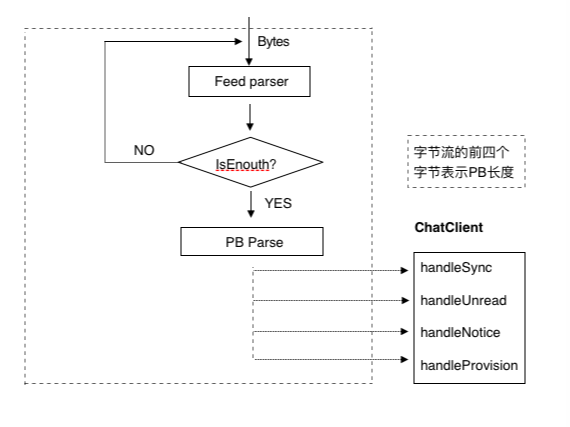 Bytes
Feed parser
NO
IsEnouth?
YES
PB Parse
字节流的前四个
字节表示PB长度
ChatClient
handleSync
handleUnread
handleNotice
handleProvision